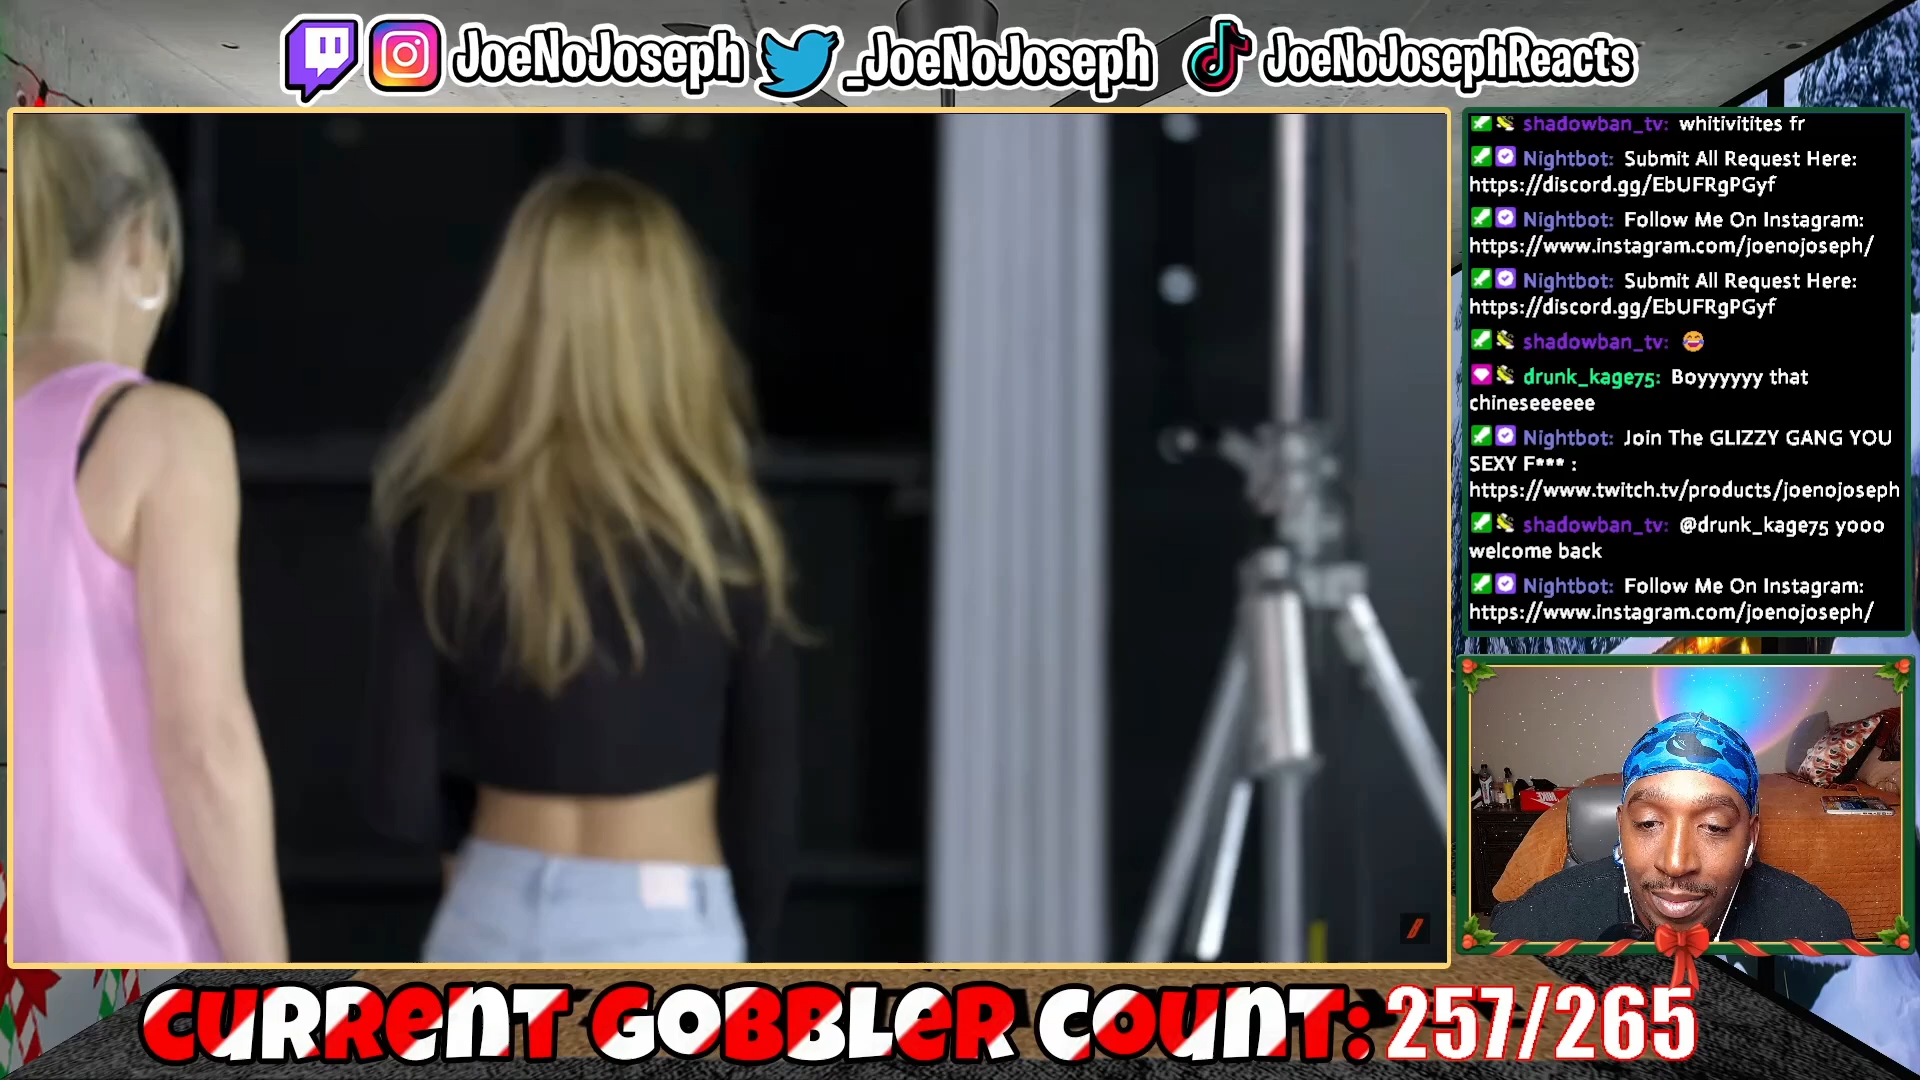 JoeNoJoseph _JoeNoJoseph JoeNoJosephReacts
shadowban_tv: whitivitites fr
Nightbot: Submit All Request Here:
https://discord.gg/EbUFRgPGyf
Nightbot: Follow Me On Instagram:
https://www.instagram.com/joenojoseph/
Nightbot: Submit All Request Here:
https://discord.gg/EbUFRgPGyf
shadowban_tv: 😂
drunk_kage75: Boyyyyyy that
chineseeeeee
Nightbot: Join The GLIZZY GANG YOU
SEXY F*** :
https://www.twitch.tv/products/joenojoseph
shadowban_tv: @drunk_kage75 yooo
welcome back
Nightbot: Follow Me On Instagram:
https://www.instagram.com/joenojoseph/
CURRENT GOBBLER COUNT: 257/265